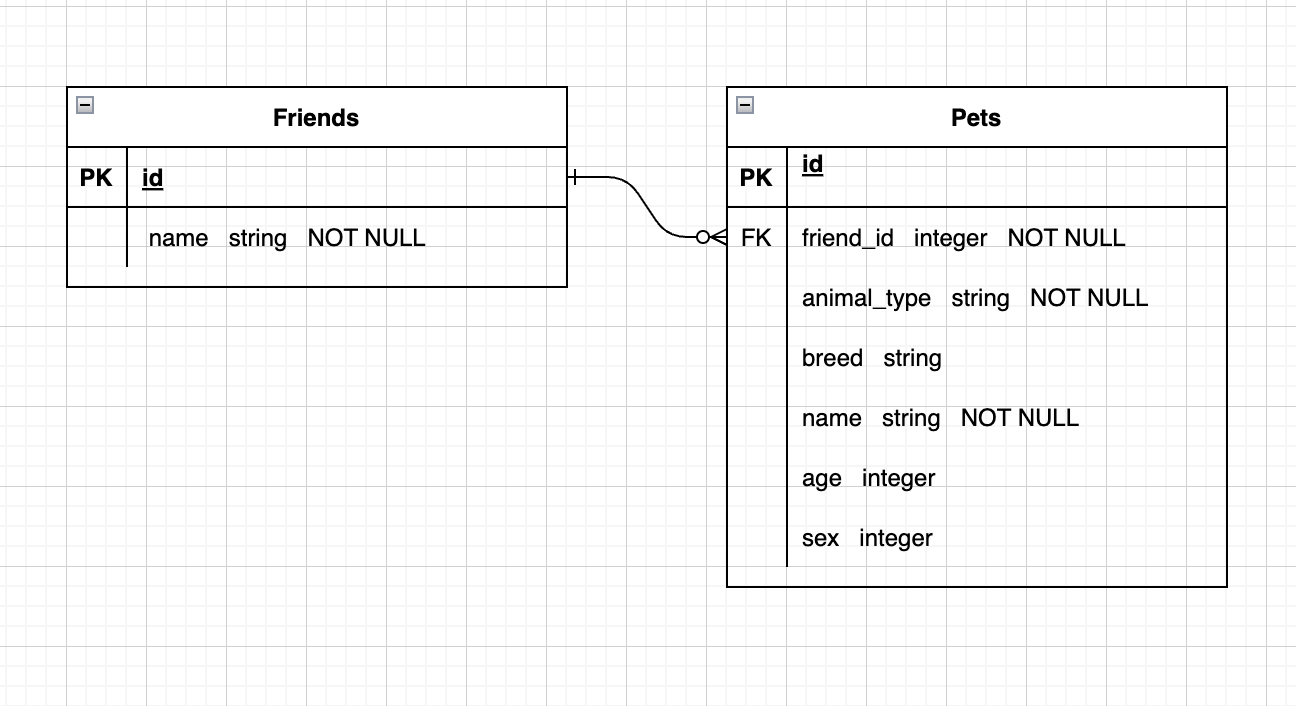 Friends
PK id
name string NOT NULL
Pets
PK id
FK friend_id integer NOT NULL
animal_type string NOT NULL
breed string
name string NOT NULL
age integer
sex integer